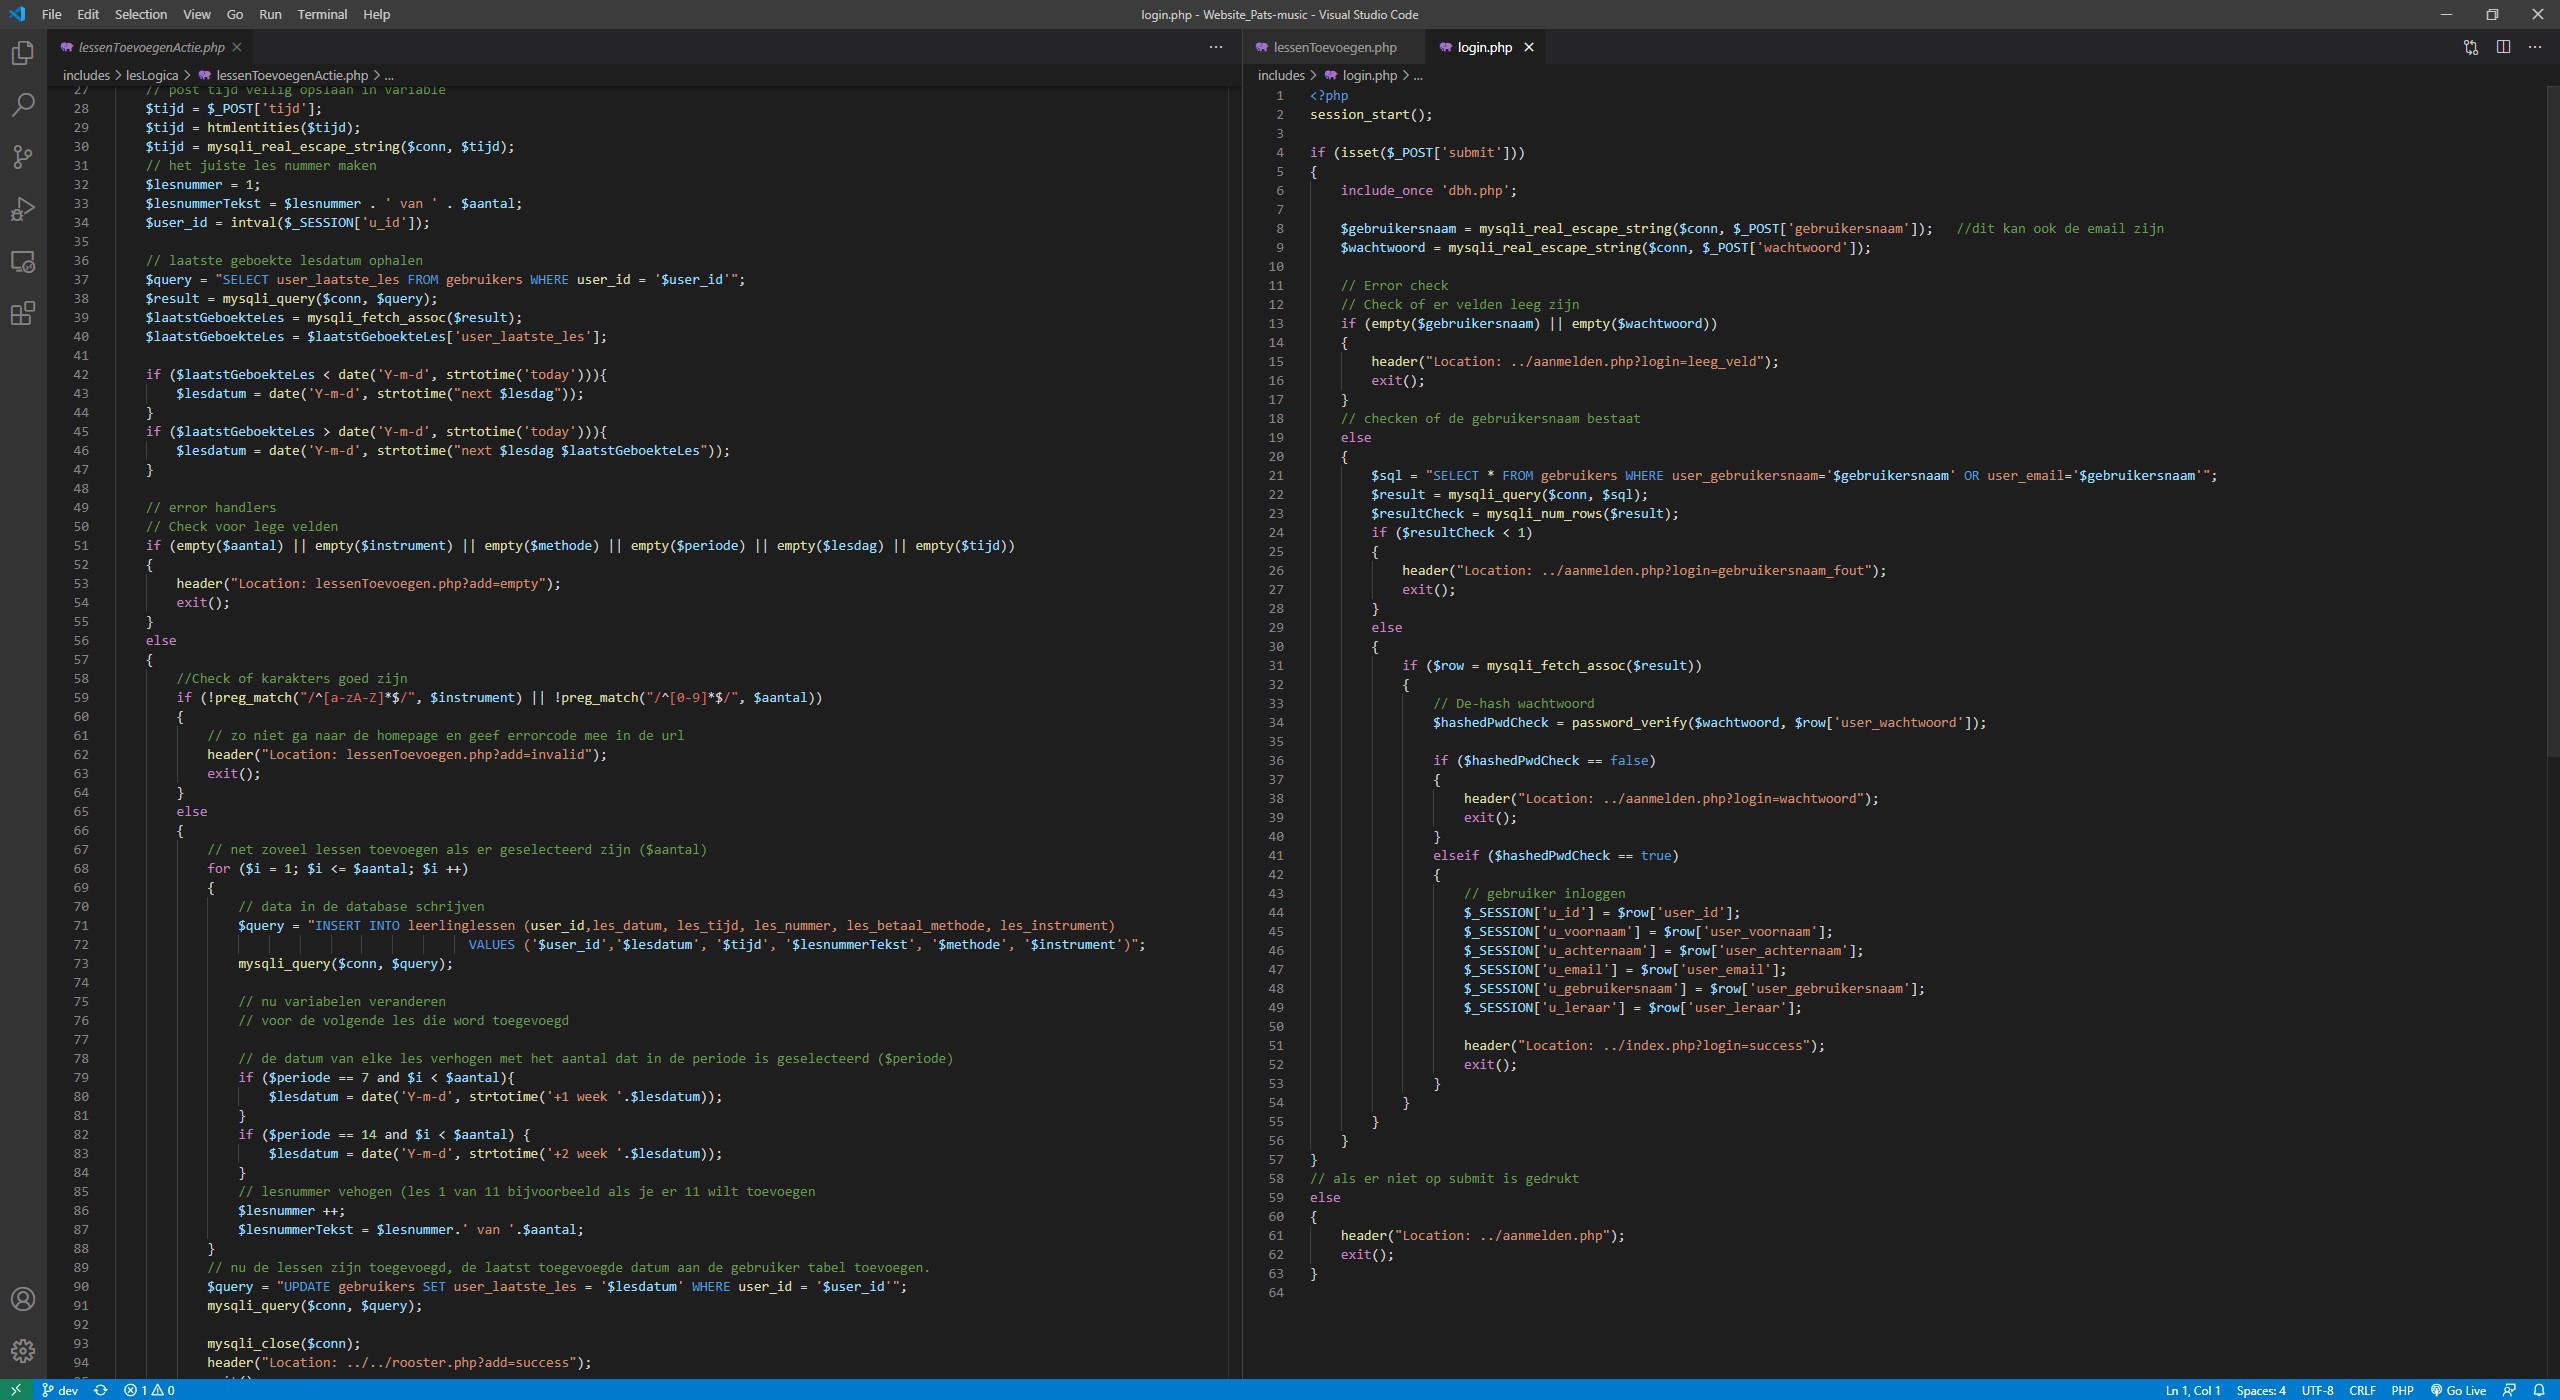 File Edit Selection View Go Run Terminal Help
login.php - Website_Pats-music - Visual Studio Code
lessenToevoegenActie.php
includes > lesLogica > lessenToevoegenActie.php > ...
27 // post tijd veilig opslaan in variable
28 $tijd = $_POST['tijd'];
29 $tijd = htmlentities($tijd);
30 $tijd = mysqli_real_escape_string($conn, $tijd);
31 // het juiste les nummer maken
32 $lesnummer = 1;
33 $lesnummerTekst = $lesnummer . ' van ' . $aantal;
34 $user_id = intval($_SESSION['u_id']);
35
36 // laatste geboekte lesdatum ophalen
37 $query = "SELECT user_laatste_les FROM gebruikers WHERE user_id = '$user_id'";
38 $result = mysqli_query($conn, $query);
39 $laatstGeboekteLes = mysqli_fetch_assoc($result);
40 $laatstGeboekteLes = $laatstGeboekteLes['user_laatste_les'];
41
42 if ($laatstGeboekteLes < date('Y-m-d', strtotime('today'))){
43 $lesdatum = date('Y-m-d', strtotime("next $lesdag"));
44 }
45 if ($laatstGeboekteLes > date('Y-m-d', strtotime('today'))){
46 $lesdatum = date('Y-m-d', strtotime("next $lesdag $laatstGeboekteLes"));
47 }
48
49 // error handlers
50 // Check voor lege velden
51 if (empty($aantal) || empty($instrument) || empty($methode) || empty($periode) || empty($lesdag) || empty($tijd))
52 {
53 header("Location: lessenToevoegen.php?add=empty");
54 exit();
55 }
56 else
57 {
58 //Check of karakters goed zijn
59 if (!preg_match("/^[a-zA-Z]*$/", $instrument) || !preg_match("/^[0-9]*$/", $aantal))
60 {
61 // zo niet ga naar de homepage en geef errorcode mee in de url
62 header("Location: lessenToevoegen.php?add=invalid");
63 exit();
64 }
65 else
66 {
67 // net zoveel lessen toevoegen als er geselecteerd zijn ($aantal)
68 for ($i = 1; $i <= $aantal; $i ++)
69 {
70 // data in de database schrijven
71 $query = "INSERT INTO leerlinglessen (user_id,les_datum, les_tijd, les_nummer, les_betaal_methode, les_instrument)
72 VALUES ('$user_id','$lesdatum', '$tijd', '$lesnummerTekst', '$methode', '$instrument')";
73 mysqli_query($conn, $query);
74
75 // nu variabelen veranderen
76 // voor de volgende les die word toegevoegd
77
78 // de datum van elke les verhogen met het aantal dat in de periode is geselecteerd ($periode)
79 if ($periode == 7 and $i < $aantal){
80 $lesdatum = date('Y-m-d', strtotime('+1 week '.$lesdatum));
81 }
82 if ($periode == 14 and $i < $aantal) {
83 $lesdatum = date('Y-m-d', strtotime('+2 week '.$lesdatum));
84 }
85 // lesnummer vehogen (les 1 van 11 bijvoorbeeld als je er 11 wilt toevoegen
86 $lesnummer ++;
87 $lesnummerTekst = $lesnummer.' van '.$aantal;
88 }
89 // nu de lessen zijn toegevoegd, de laatst toegevoegde datum aan de gebruiker tabel toevoegen.
90 $query = "UPDATE gebruikers SET user_laatste_les = '$lesdatum' WHERE user_id = '$user_id'";
91 mysqli_query($conn, $query);
92
93 mysqli_close($conn);
94 header("Location: ../../rooster.php?add=success");
lessenToevoegen.php login.php
includes > login.php > ...
1 <?php
2 session_start();
3
4 if (isset($_POST['submit']))
5 {
6 include_once 'dbh.php';
7
8 $gebruikersnaam = mysqli_real_escape_string($conn, $_POST['gebruikersnaam']); //dit kan ook de email zijn
9 $wachtwoord = mysqli_real_escape_string($conn, $_POST['wachtwoord']);
10
11 // Error check
12 // Check of er velden leeg zijn
13 if (empty($gebruikersnaam) || empty($wachtwoord))
14 {
15 header("Location: ../aanmelden.php?login=leeg_veld");
16 exit();
17 }
18 // checken of de gebruikersnaam bestaat
19 else
20 {
21 $sql = "SELECT * FROM gebruikers WHERE user_gebruikersnaam='$gebruikersnaam' OR user_email='$gebruikersnaam'";
22 $result = mysqli_query($conn, $sql);
23 $resultCheck = mysqli_num_rows($result);
24 if ($resultCheck < 1)
25 {
26 header("Location: ../aanmelden.php?login=gebruikersnaam_fout");
27 exit();
28 }
29 else
30 {
31 if ($row = mysqli_fetch_assoc($result))
32 {
33 // De-hash wachtwoord
34 $hashedPwdCheck = password_verify($wachtwoord, $row['user_wachtwoord']);
35
36 if ($hashedPwdCheck == false)
37 {
38 header("Location: ../aanmelden.php?login=wachtwoord");
39 exit();
40 }
41 elseif ($hashedPwdCheck == true)
42 {
43 // gebruiker inloggen
44 $_SESSION['u_id'] = $row['user_id'];
45 $_SESSION['u_voornaam'] = $row['user_voornaam'];
46 $_SESSION['u_achternaam'] = $row['user_achternaam'];
47 $_SESSION['u_email'] = $row['user_email'];
48 $_SESSION['u_gebruikersnaam'] = $row['user_gebruikersnaam'];
49 $_SESSION['u_leraar'] = $row['user_leraar'];
50
51 header("Location: ../index.php?login=success");
52 exit();
53 }
54 }
55 }
56 }
57 }
58 // als er niet op submit is gedrukt
59 else
60 {
61 header("Location: ../aanmelden.php");
62 exit();
63 }
64
dev 1 0
Ln 1, Col 1 Spaces: 4 UTF-8 CRLF PHP Go Live